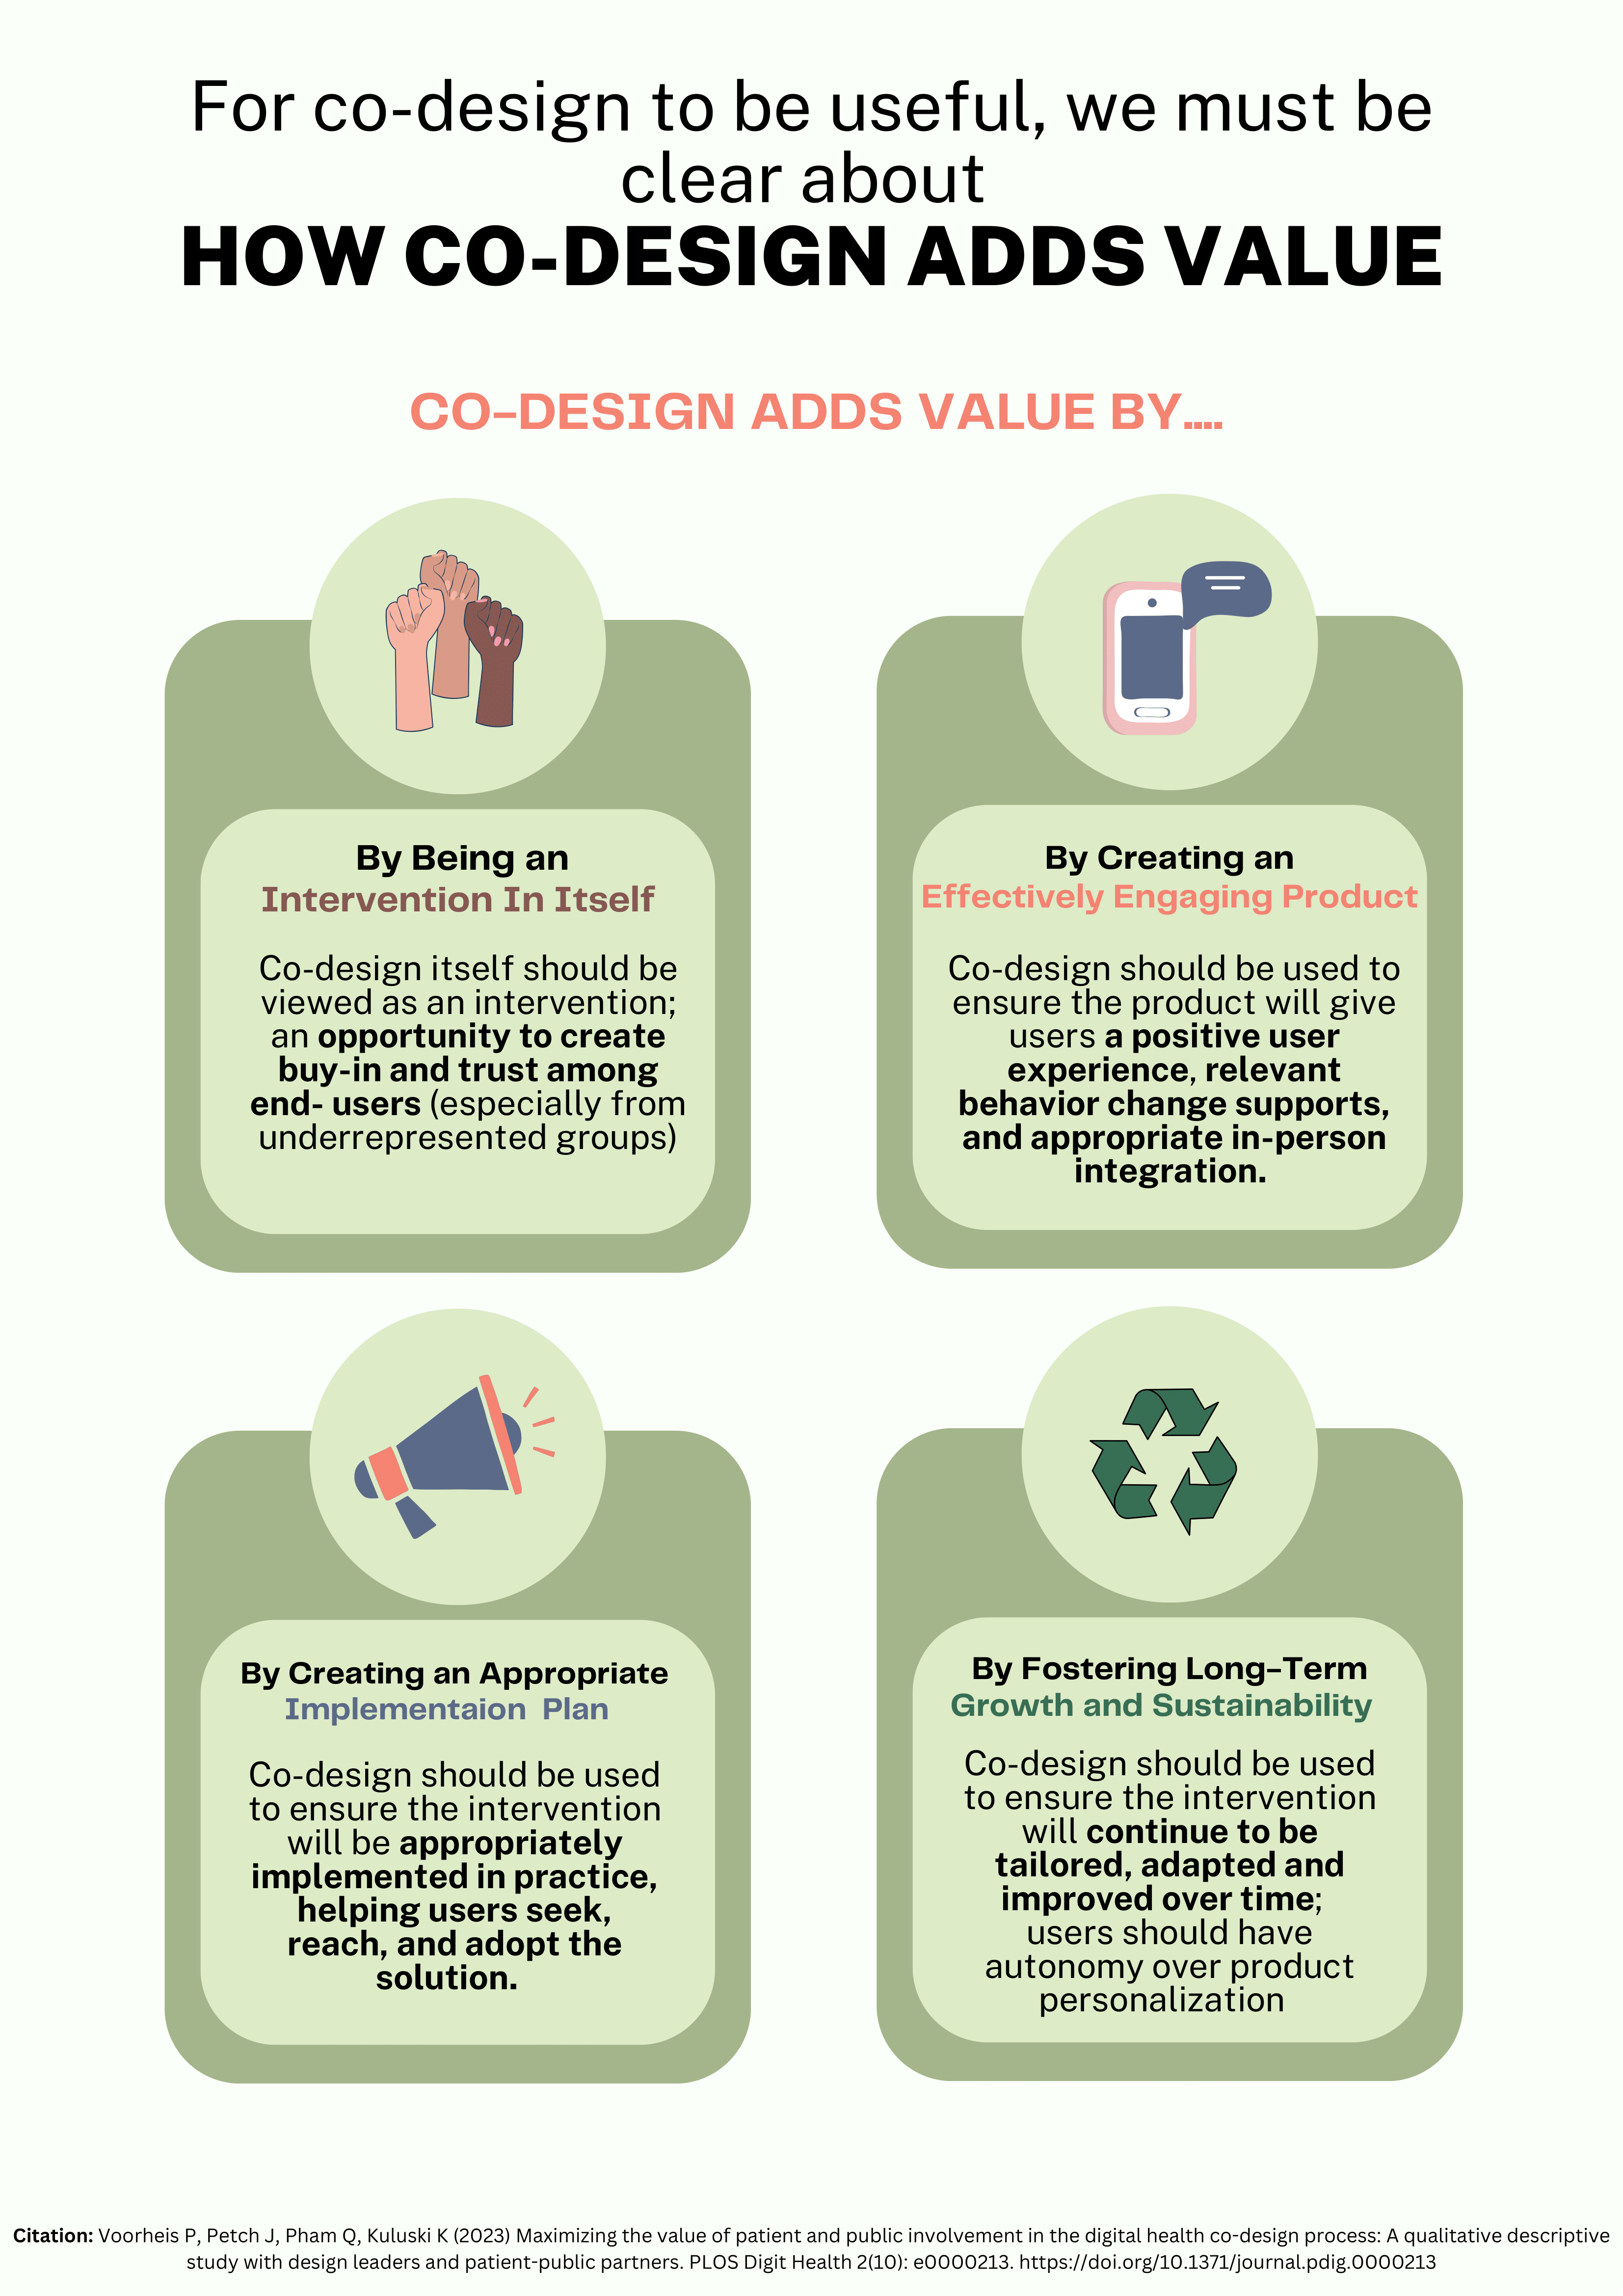 For co-design to be useful, we must be
clear about
HOW CO-DESIGN ADDS VALUE
CO-DESIGN ADDS VALUE BY....
By Being an
Intervention In Itself
Co-design itself should be
viewed as an intervention;
an opportunity to create
buy-in and trust among
end- users (especially from
underrepresented groups)
By Creating an
Effectively Engaging Product
Co-design should be used to
ensure the product will give
users a positive user
experience, relevant
behavior change supports,
and appropriate in-person
integration.
By Creating an Appropriate
Implementaion Plan
Co-design should be used
to ensure the intervention
will be appropriately
implemented in practice,
helping users seek,
reach, and adopt the
solution.
By Fostering Long-Term
Growth and Sustainability
Co-design should be used
to ensure the intervention
will continue to be
tailored, adapted and
improved over time;
users should have
autonomy over product
personalization
Citation: Voorheis P, Petch J, Pham Q, Kuluski K (2023) Maximizing the value of patient and public involvement in the digital health co-design process: A qualitative descriptive
study with design leaders and patient-public partners. PLOS Digit Health 2(10): e0000213. https://doi.org/10.1371/journal.pdig.0000213